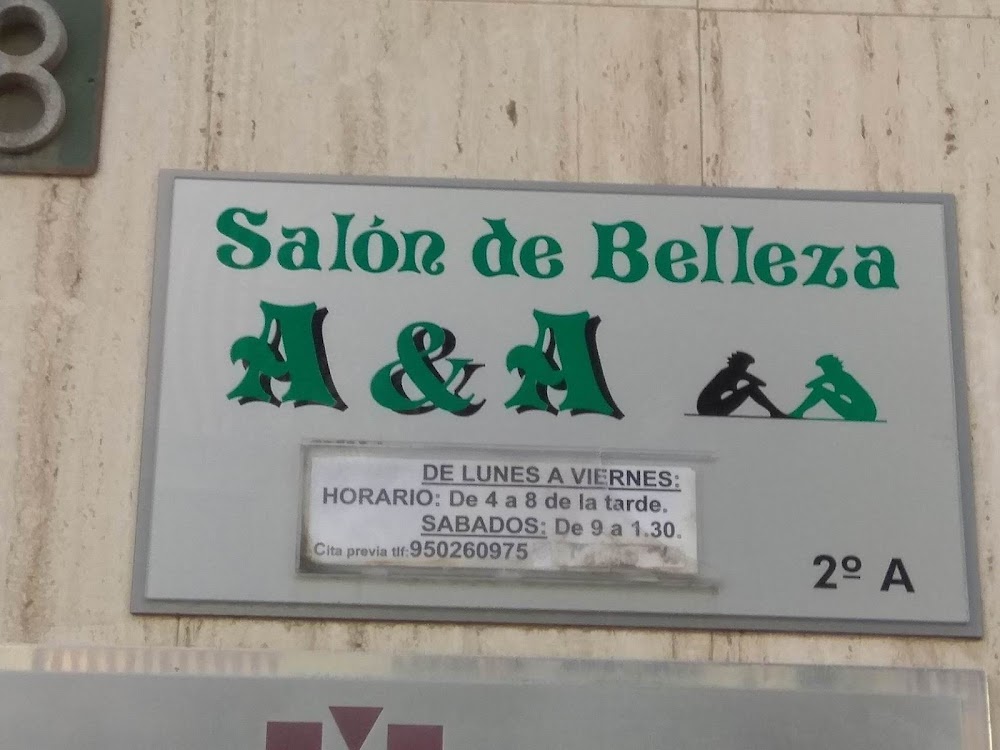 8
Salón de Belleza
A & A
DE LUNES A VIERNES:
HORARIO: De 4 a 8 de la tarde.
SABADOS: De 9 a 1.30.
Cita previa tlf:950260975
2º A